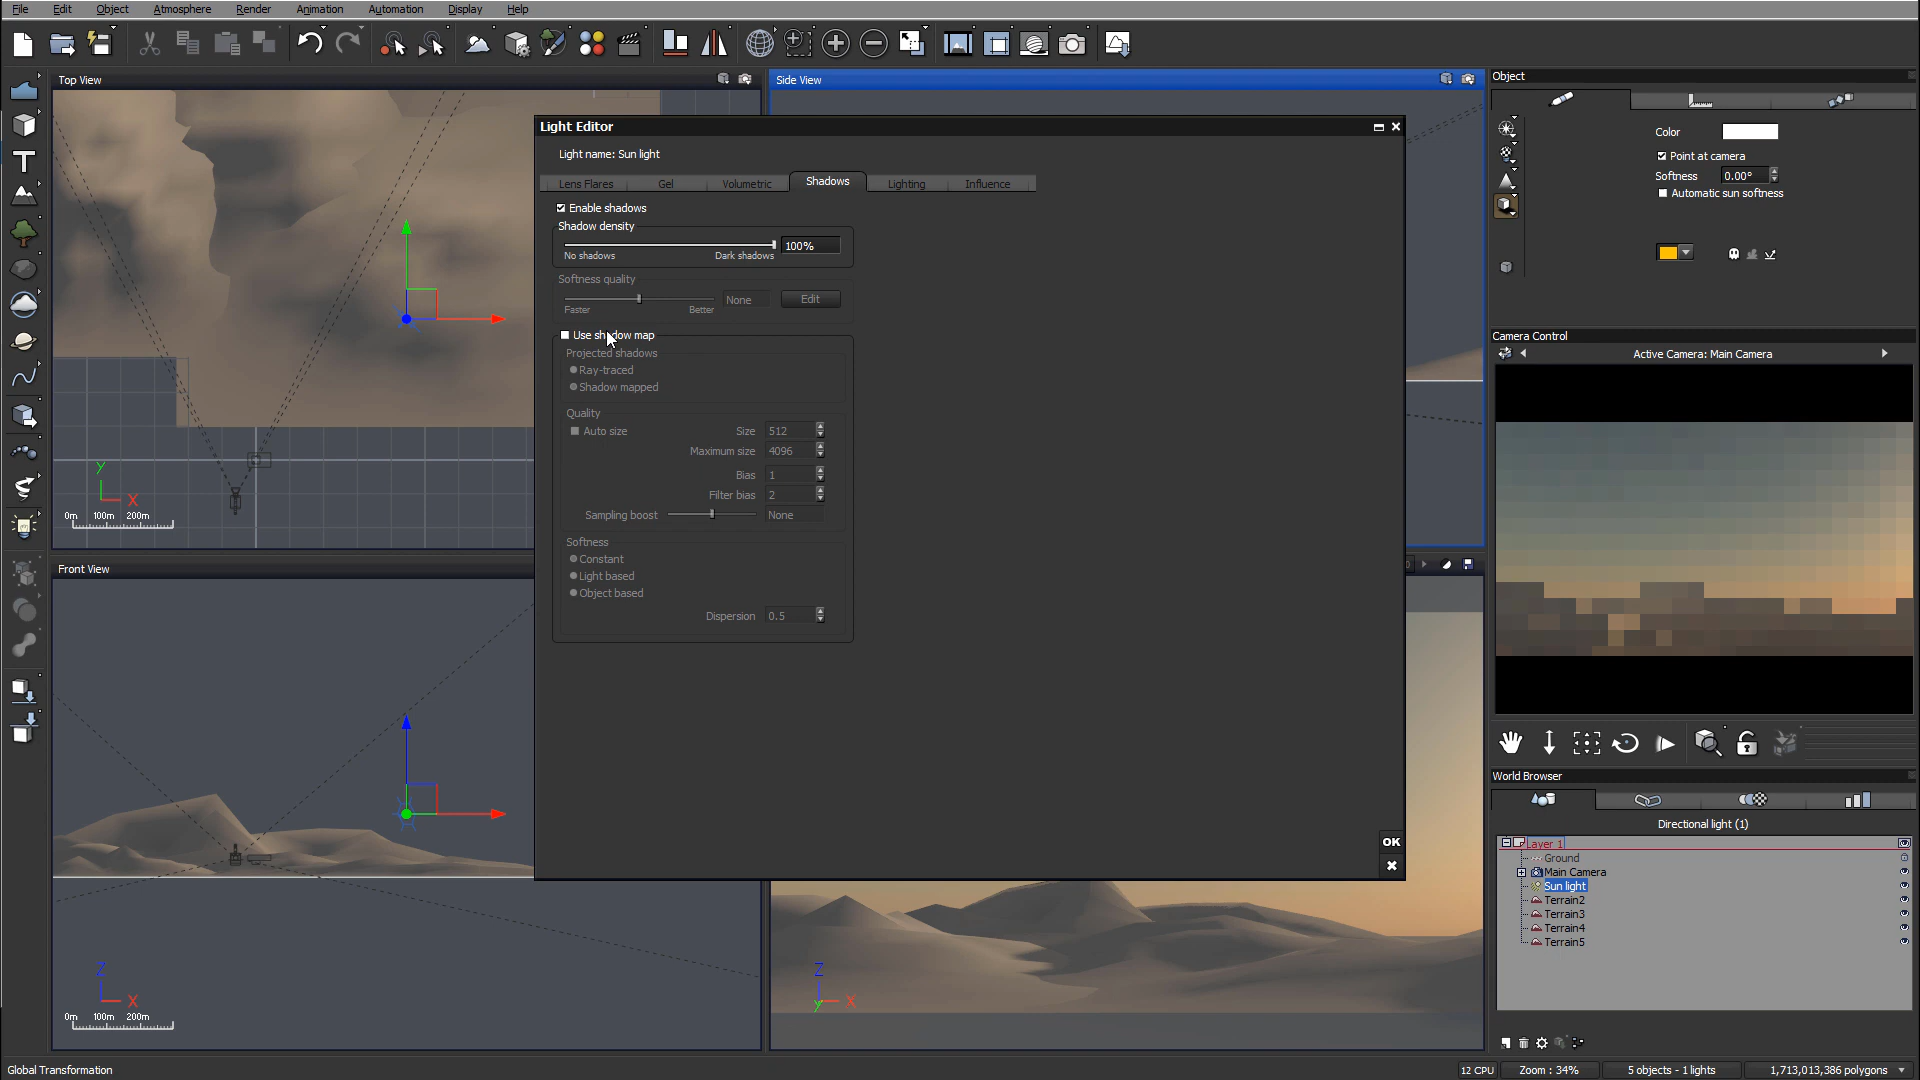 File Edit Object Atmosphere Render Animation Automation Display Help
Top View
Side View
Object
Color
Point at camera
Softness 0.00°
Automatic sun softness
Light Editor
Light name: Sun light
Lens Flares Gel Volumetric Shadows Lighting Influence
Enable shadows
Shadow density
100%
No shadows Dark shadows
Softness quality
None Edit
Faster Better
Use shadow map
Projected shadows
Ray-traced
Shadow mapped
Quality
Auto size Size 512
Maximum size 4096
Bias 1
Filter bias 2
Sampling boost None
Softness
Constant
Light based
Object based
Dispersion 0.5
OK
Y
X
0m 100m 200m
Front View
Z
X
0m 100m 200m
Z
Y
X
Camera Control
Active Camera: Main Camera
World Browser
Directional light (1)
Layer 1
Ground
Main Camera
Sun light
Terrain2
Terrain3
Terrain4
Terrain5
Global Transformation
12 CPU Zoom : 34% 5 objects - 1 lights 1,713,013,386 polygons